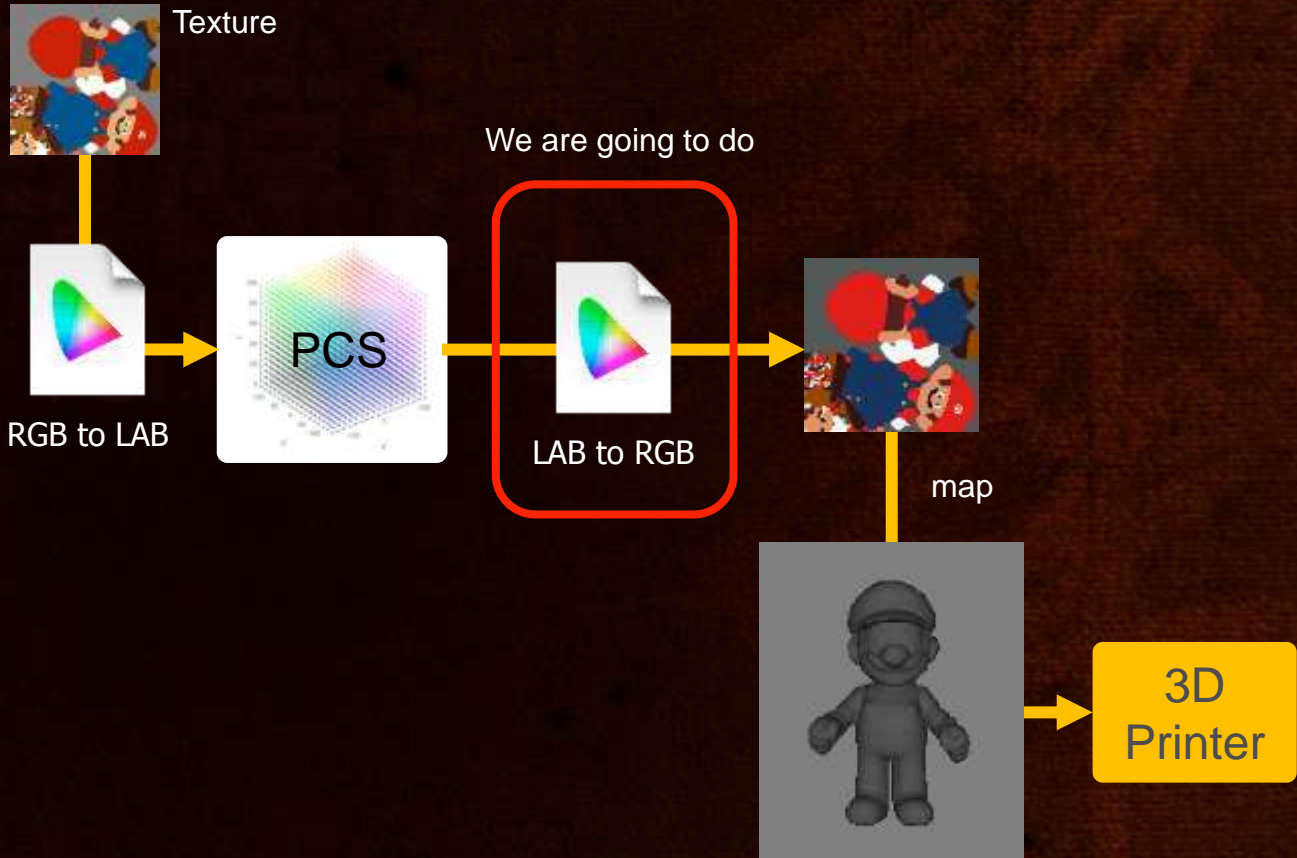 Texture
We are going to do
PCS
RGB to LAB
LAB to RGB
map
3D
Printer